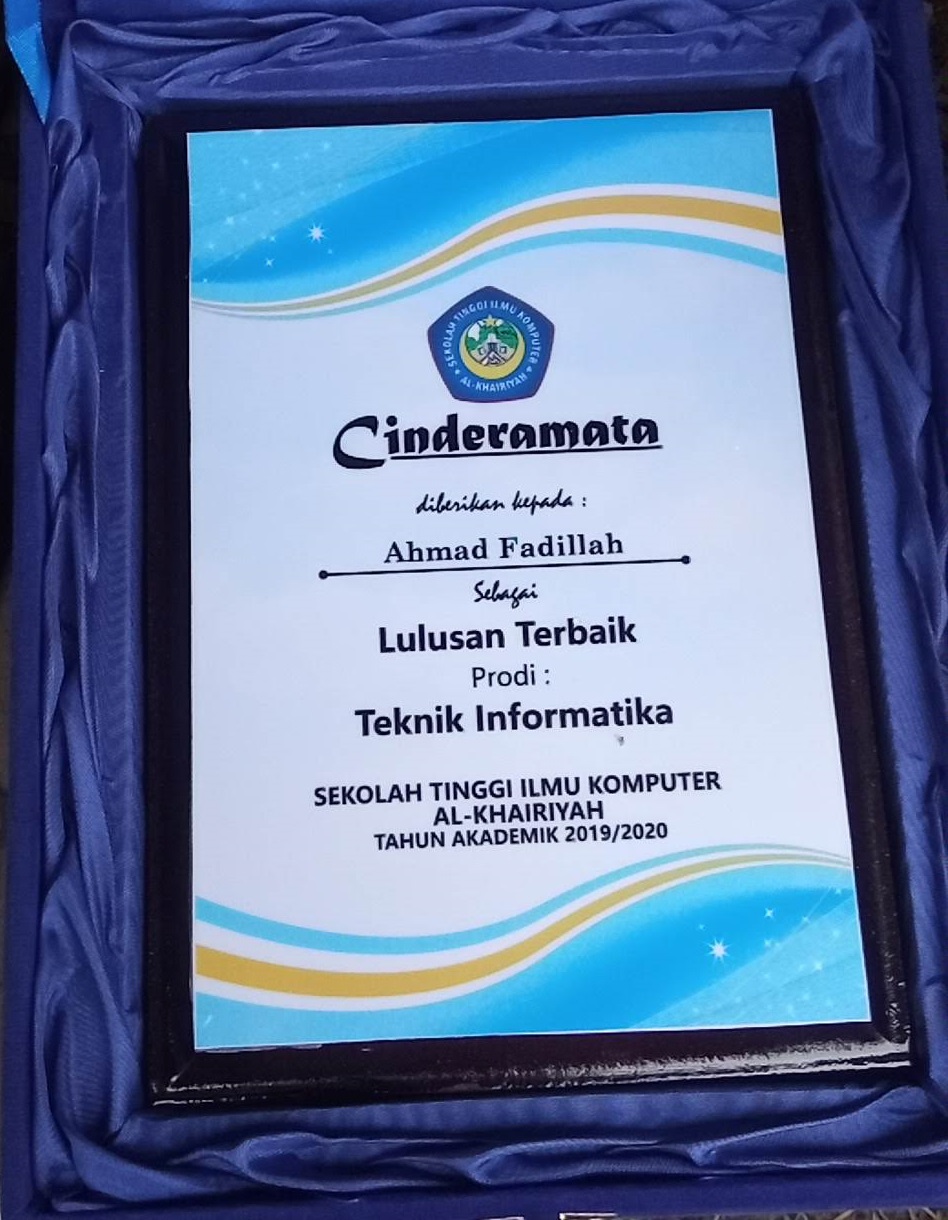 SEKOLAH TINGGI ILMU KOMPUTER
AL-KHAIRIYAH
Cinderamata
diberikan kepada :
Ahmad Fadillah
Sebagai
Lulusan Terbaik
Prodi :
Teknik Informatika
SEKOLAH TINGGI ILMU KOMPUTER
AL-KHAIRIYAH
TAHUN AKADEMIK 2019/2020